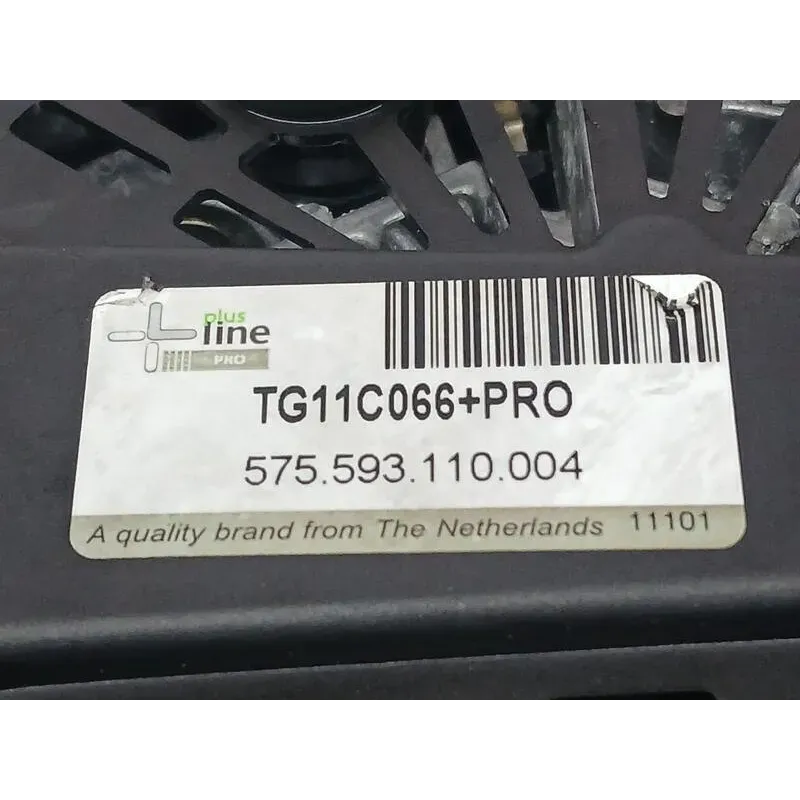 plus
line
PRO
TG11C066+PRO
575.593.110.004
A quality brand from The Netherlands 11101